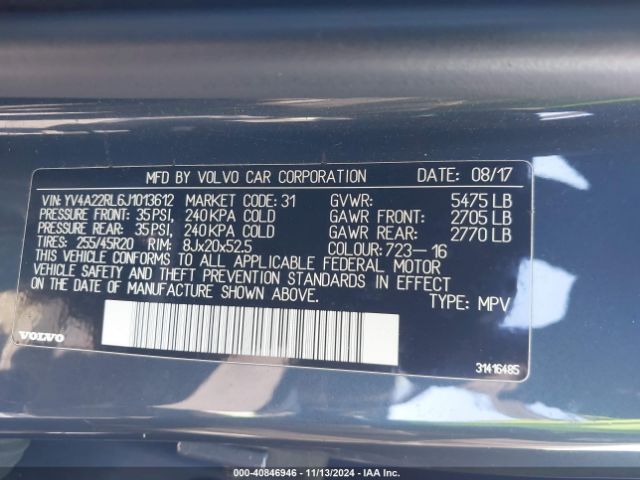 MFD BY VOLVO CAR CORPORATION DATE: 08/17
VIN: YV4A22RL6J1013612 MARKET CODE: 31 GVWR: 5475 LB
PRESSURE FRONT: 35PSI, 240KPA COLD GAWR FRONT: 2705 LB
PRESSURE REAR: 35PSI, 240KPA COLD GAWR REAR: 2770 LB
TIRES: 255/45R20 RIM: 8Jx20x52.5 COLOUR: 723-16
THIS VEHICLE CONFORMS TO ALL APPLICABLE FEDERAL MOTOR
VEHICLE SAFETY AND THEFT PREVENTION STANDARDS IN EFFECT
ON THE DATE OF MANUFACTURE SHOWN ABOVE. TYPE: MPV
VOLVO 31416485
000-40846946 - 11/13/2024 - IAA Inc.